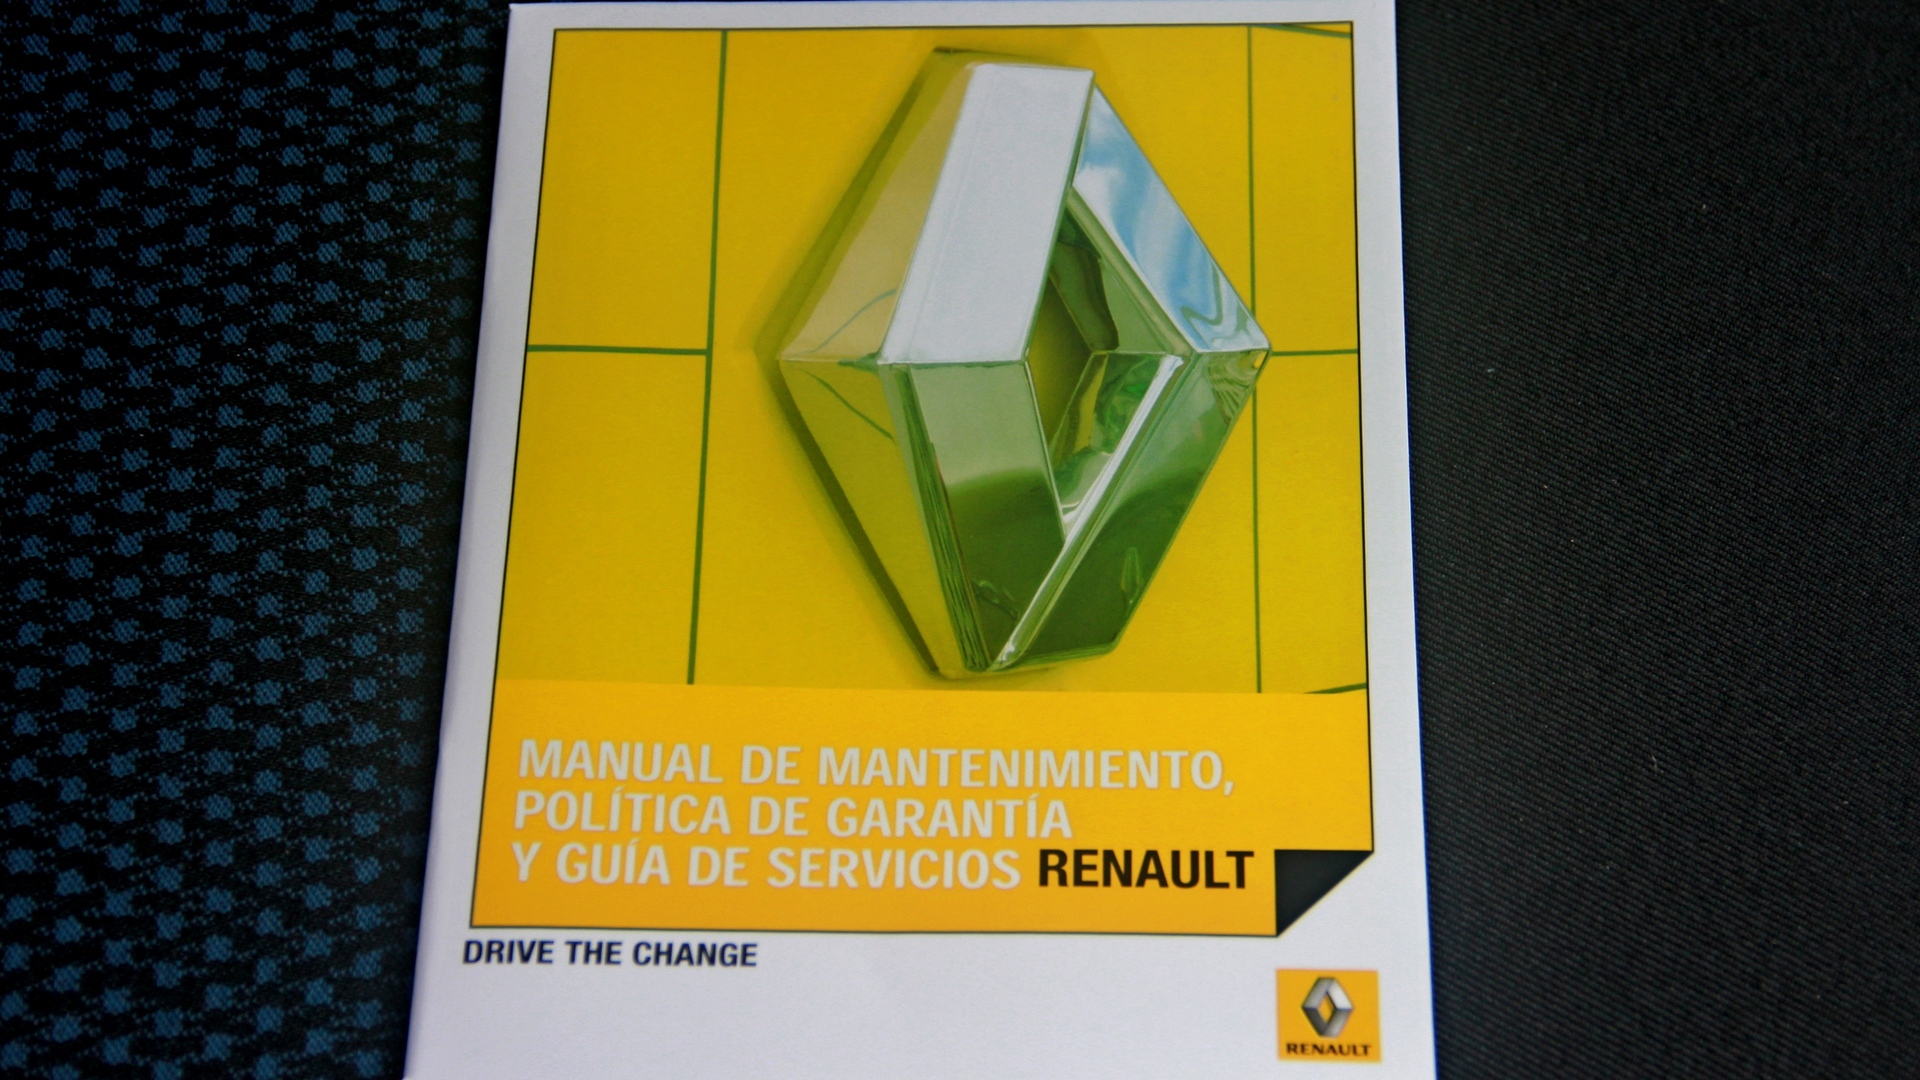 MANUAL DE MANTENIMIENTO,
POLÍTICA DE GARANTÍA
Y GUÍA DE SERVICIOS RENAULT
DRIVE THE CHANGE
RENAULT